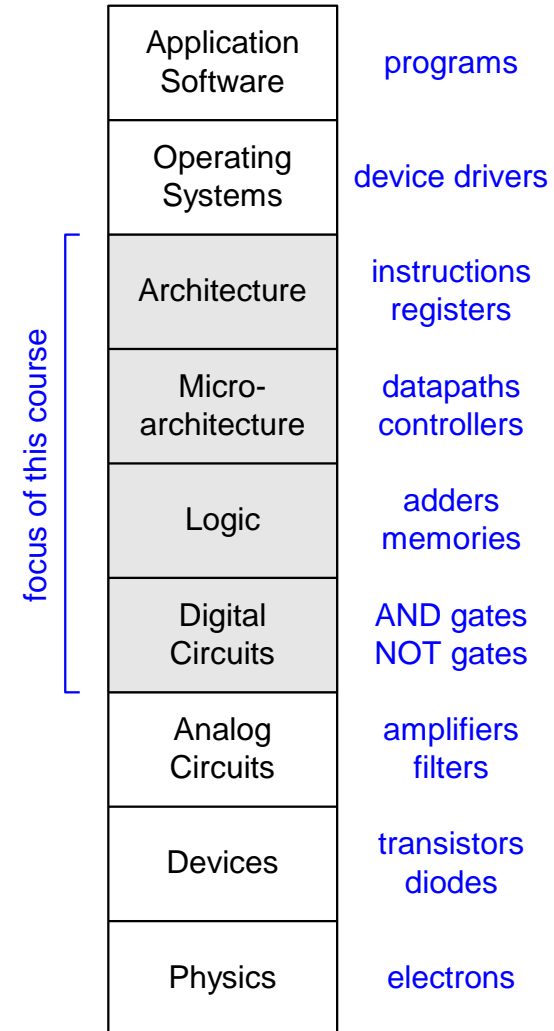 Application
Software
programs
Operating
Systems
device drivers
focus of this course
Architecture
instructions
registers
Micro-
architecture
datapaths
controllers
Logic
adders
memories
Digital
Circuits
AND gates
NOT gates
Analog
Circuits
amplifiers
filters
Devices
transistors
diodes
Physics
electrons